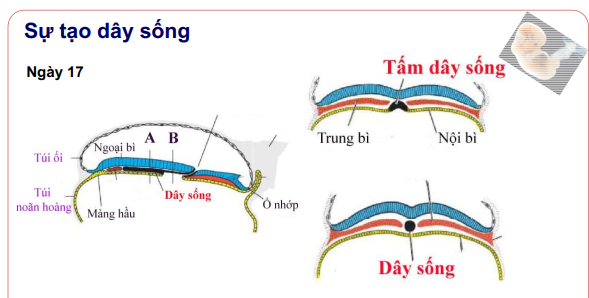 Sự tạo dây sống
Ngày 17
Tấm dây sống
Trung bì
Nội bì
A
B
Ngoại bì
Túi ối
Dây sống
Túi
noãn hoàng
Màng hầu
Ổ nhớp
Dây sống